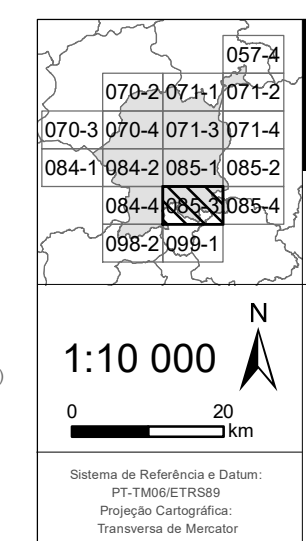 057-4
070-2 071-1 071-2
070-3 070-4 071-3 071-4
084-1 084-2 085-1 085-2
084-4 085-3 085-4
098-2 099-1
N
1:10 000
0 20
km
Sistema de Referência e Datum:
PT-TM06/ETRS89
Projeção Cartográfica:
Transversa de Mercator
)